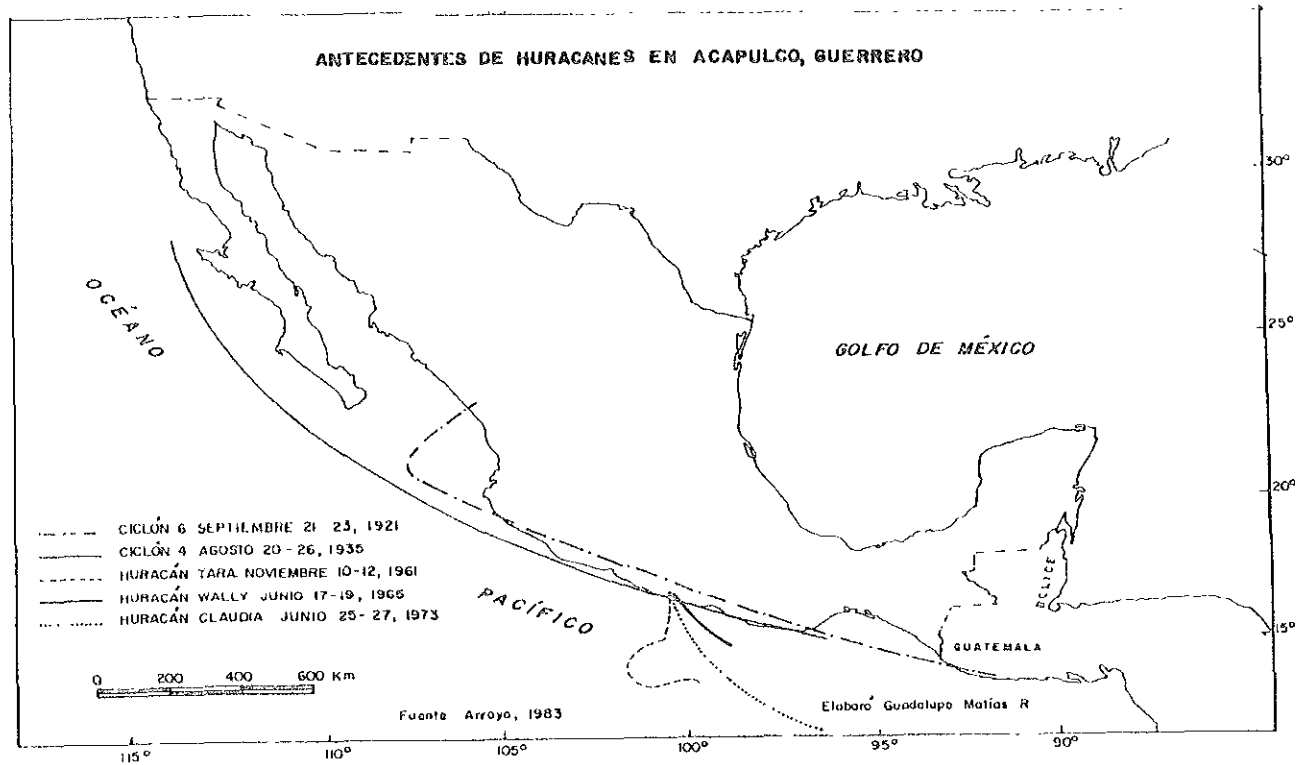 ANTECEDENTES DE HURACANES EN ACAPULCO, GUERRERO
30°
OCÉANO
25°
GOLFO DE MÉXICO
20°
CICLÓN 6 SEPTIEMBRE 21 23, 1921
CICLÓN 4 AGOSTO 20-26, 1935
HURACÁN TARA NOVIEMBRE 10-12, 1961
HURACÁN WALLY JUNIO 17-19, 1965
HURACÁN CLAUDIA JUNIO 25-27, 1973
PACÍFICO
BELICE
15°
GUATEMALA
0 200 400 600 Km
Fuente Arroyo, 1983
Elaboró Guadalupe Matías R
115° 110° 105° 100° 95° 90°